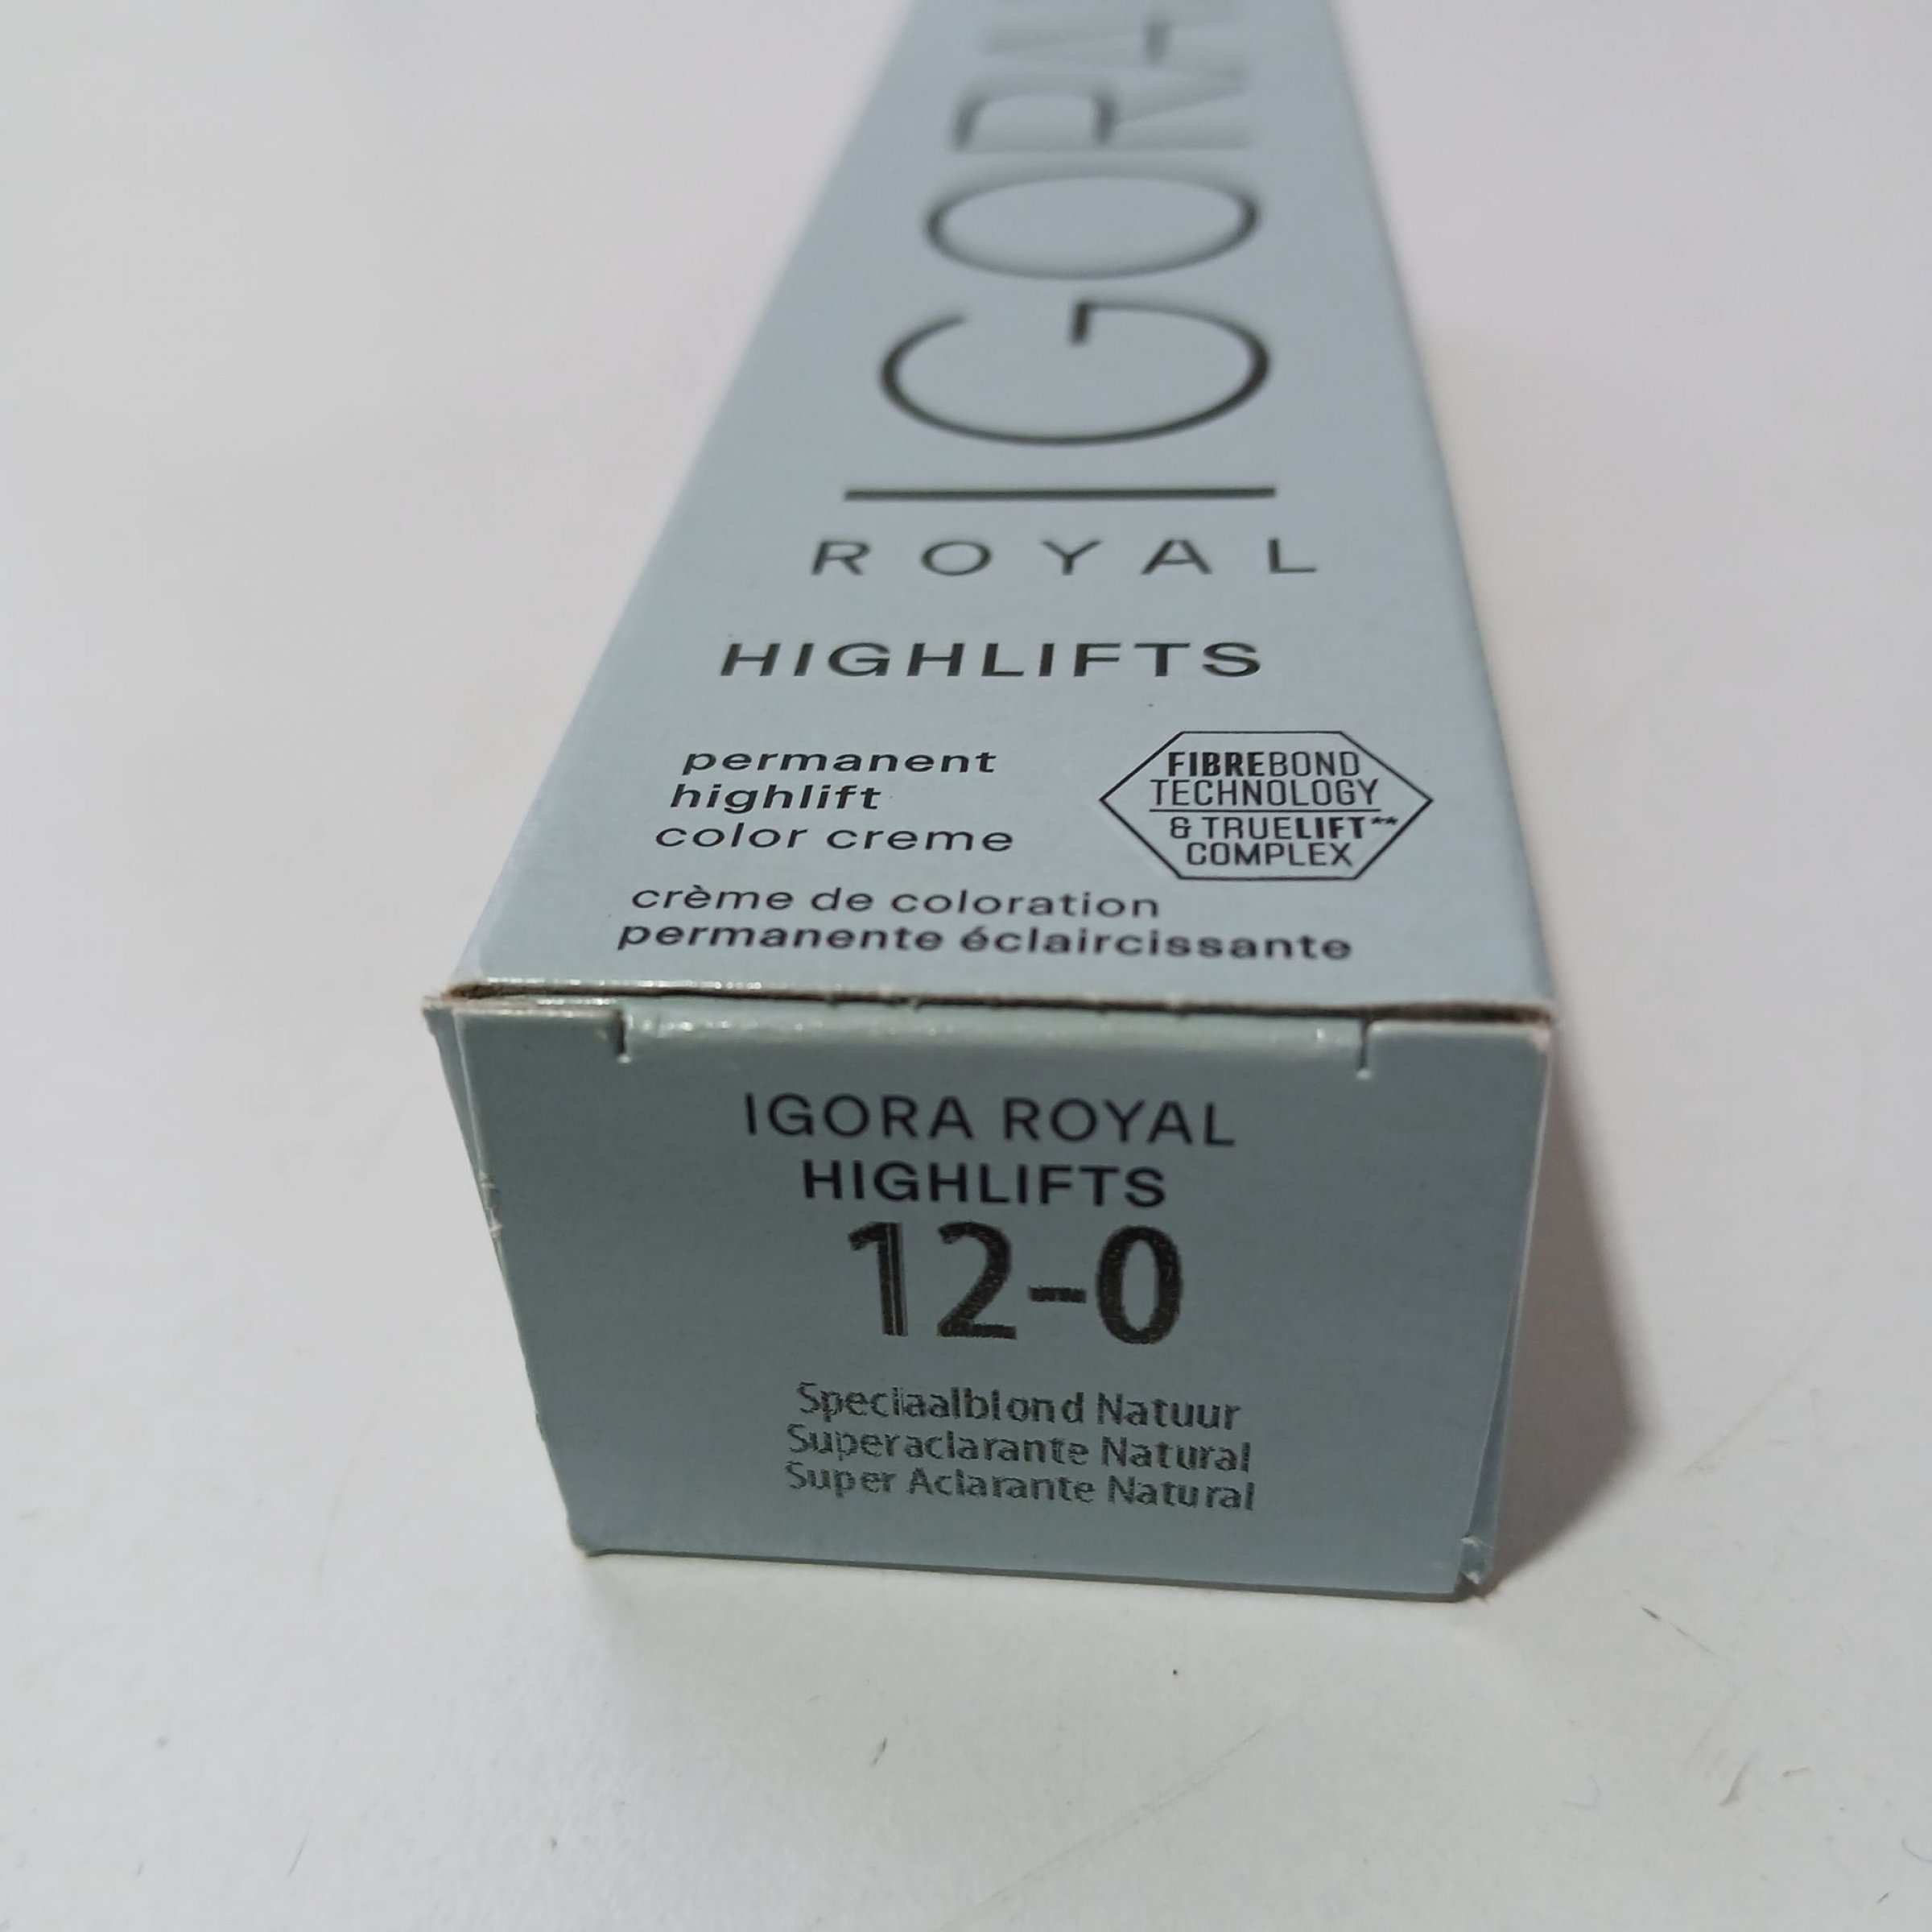 IGORA
ROYAL
HIGHLIFTS
permanent
highlift
color creme
FIBREBOND
TECHNOLOGY
& TRUELIFT**
COMPLEX
crème de coloration
permanente éclaircissante
IGORA ROYAL
HIGHLIFTS
12-0
Speciaalblond Natuur
Superaclarante Natural
Super Aclarante Natural